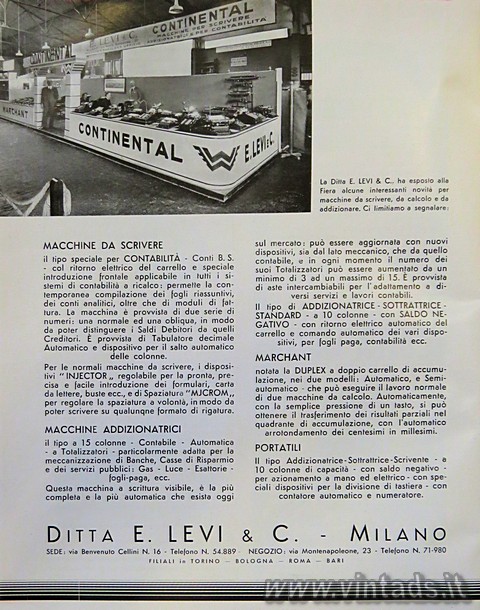 CONTINENTAL
MACCHINE PER SCRIVERE
CONTINENTAL
E. LEVI & C.
MARCHANT
CONTINENTAL
E. LEVI & C.
La Ditta E. LEVI & C., ha esposto alla
Fiera alcune interessanti novità per
macchine da scrivere, da calcolo e da
addizionare. Ci limitiamo a segnalare:
MACCHINE DA SCRIVERE
il tipo speciale per CONTABILITÀ - Conti B. S.
- col ritorno elettrico del carrello e speciale
introduzione frontale applicabile in tutti i si-
stemi di contabilità a ricalco: permette la con-
temporanea compilazione dei fogli riassuntivi,
dei conti analitici, oltre che di moduli di fat-
tura. La macchina è provvista di due serie di
numeri: una normale ed una obliqua, in modo
da poter distinguere i Saldi Debitori da quelli
Creditori. È provvista di Tabulatore decimale
Automatico e dispositivo per il salto automatico
delle colonne.
Per le normali macchine da scrivere, i disposi-
tivi "INJECTOR„ regolabile per la pronta, pre-
cisa e facile introduzione dei formulari, carta
da lettere, buste ecc., e di Spaziatura "MICROM„
per regolare la spaziatura a volontà, in modo da
poter scrivere su qualunque formato di rigatura.
MACCHINE ADDIZIONATRICI
il tipo a 15 colonne - Contabile - Automatica
- a Totalizzatori - particolarmente adatta per la
meccanizzazione di Banche, Casse di Risparmio
e dei servizi pubblici: Gas - Luce - Esattorie -
fogli-paga, ecc.
Questa macchina a scrittura visibile, è la più
completa e la più automatica che esista oggi
sul mercato: può essere aggiornata con nuovi
dispositivi, sia dal lato meccanico, che da quello
contabile, e in ogni momento il numero dei
suoi Totalizzatori può essere aumentato da un
minimo di 3 ad un massimo di 15. È provvista
di aste intercambiabili per l'adattamento a di-
versi servizi e lavori contabili.
Il tipo di ADDIZIONATRICE - SOTTRATTRICE -
STANDARD - a 10 colonne - con SALDO NE-
GATIVO - con ritorno elettrico automatico del
carrello e comando automatico dei vari dispo-
sitivi, per fogli paga, contabilità ecc.
MARCHANT
notata la DUPLEX a doppio carrello di accumu-
lazione, nei due modelli: Automatico, e Semi-
automatico - che può eseguire il lavoro normale
di due macchine da calcolo. Automaticamente,
con la semplice pressione di un tasto, si può
ottenere il trasferimento dei risultati parziali nel
quadrante di accumulazione, con l'automatico
arrotondamento dei centesimi in millesimi.
PORTATILI
Il tipo Addizionatrice-Sottrattrice-Scrivente - a
10 colonne di capacità - con saldo negativo -
per azionamento a mano ed elettrico - con spe-
ciali dispositivi per la divisione di tastiera - con
contatore automatico e numeratore.
DITTA E. LEVI & C. - MILANO
SEDE: via Benvenuto Cellini N. 16 - Telefono N. 54.889 - NEGOZIO: via Montenapoleone, 23 - Telefono N. 71-980
FILIALI in TORINO — BOLOGNA — ROMA — BARI
www.vintads.it